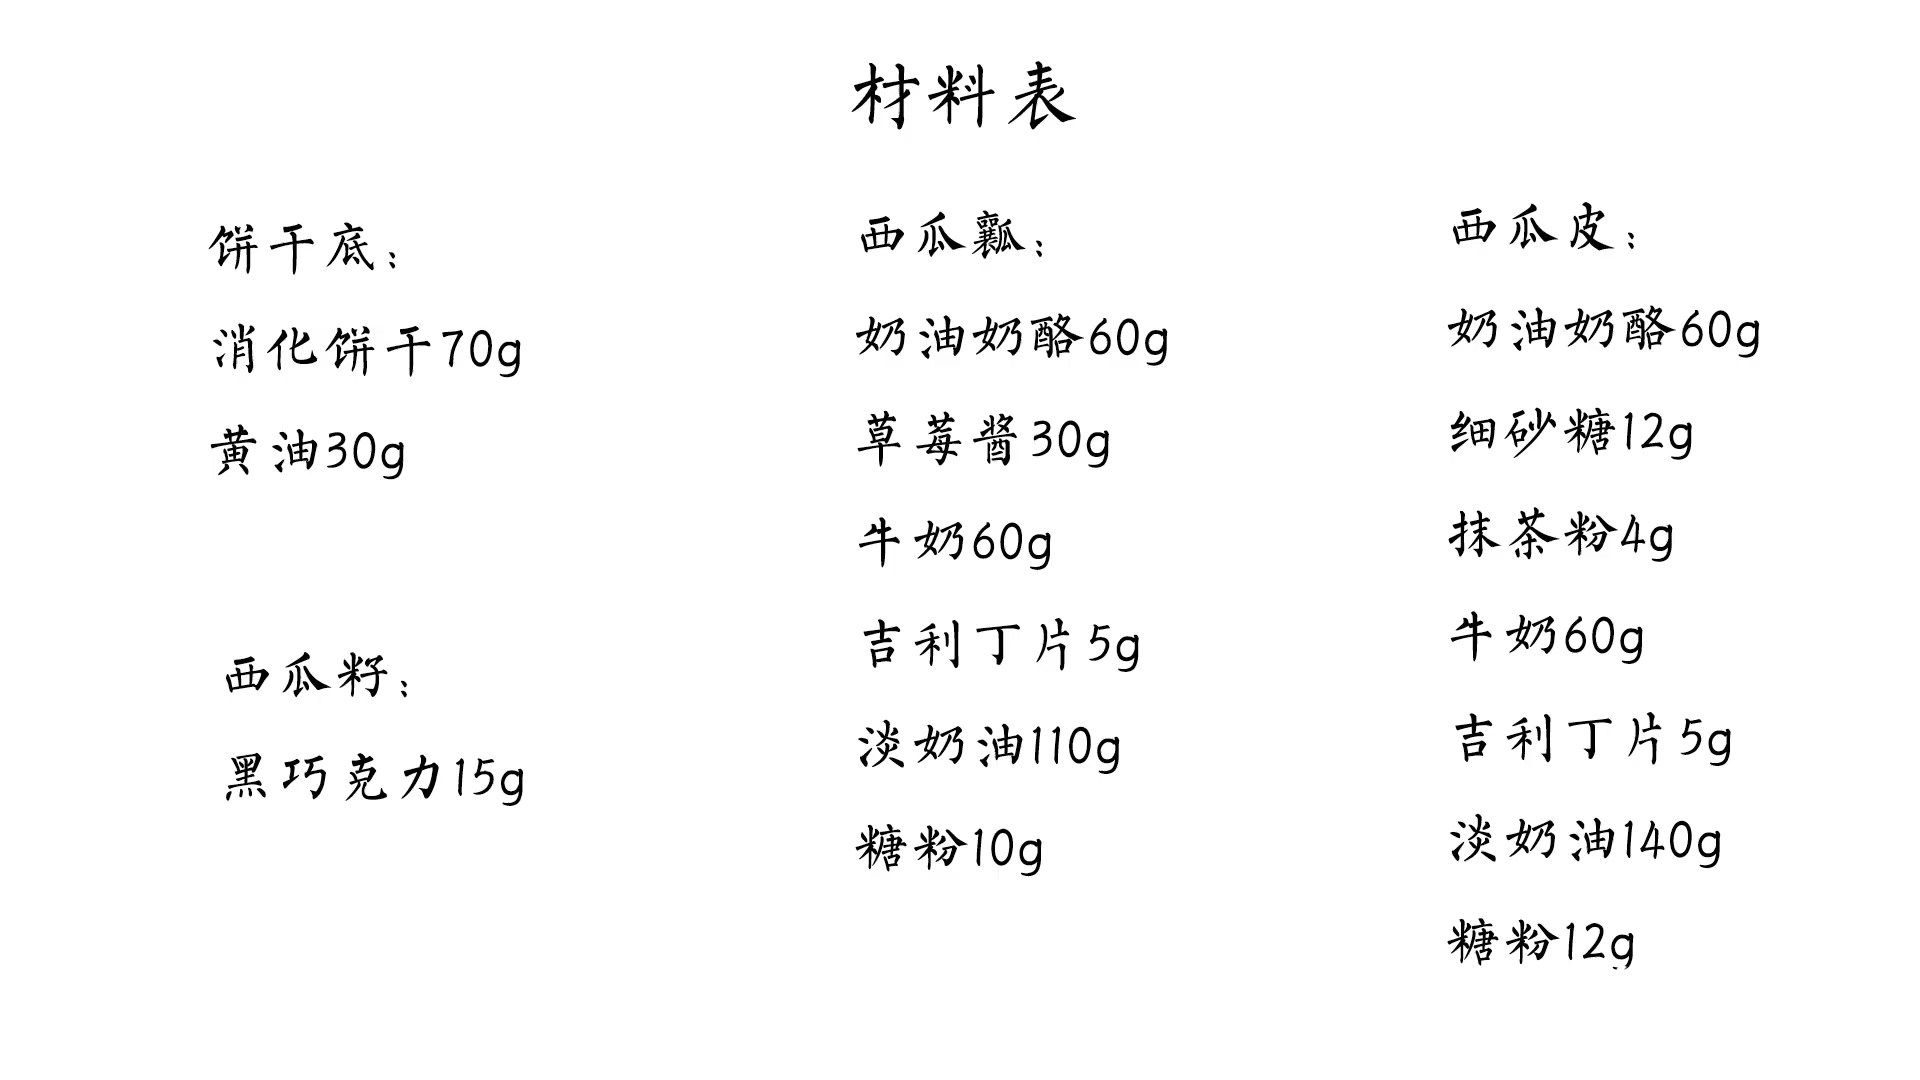 材料表
饼干底：
消化饼干70g
黄油30g
西瓜籽：
黑巧克力15g
西瓜瓤：
奶油奶酪60g
草莓酱30g
牛奶60g
吉利丁片5g
淡奶油110g
糖粉10g
西瓜皮：
奶油奶酪60g
细砂糖12g
抹茶粉4g
牛奶60g
吉利丁片5g
淡奶油140g
糖粉12g